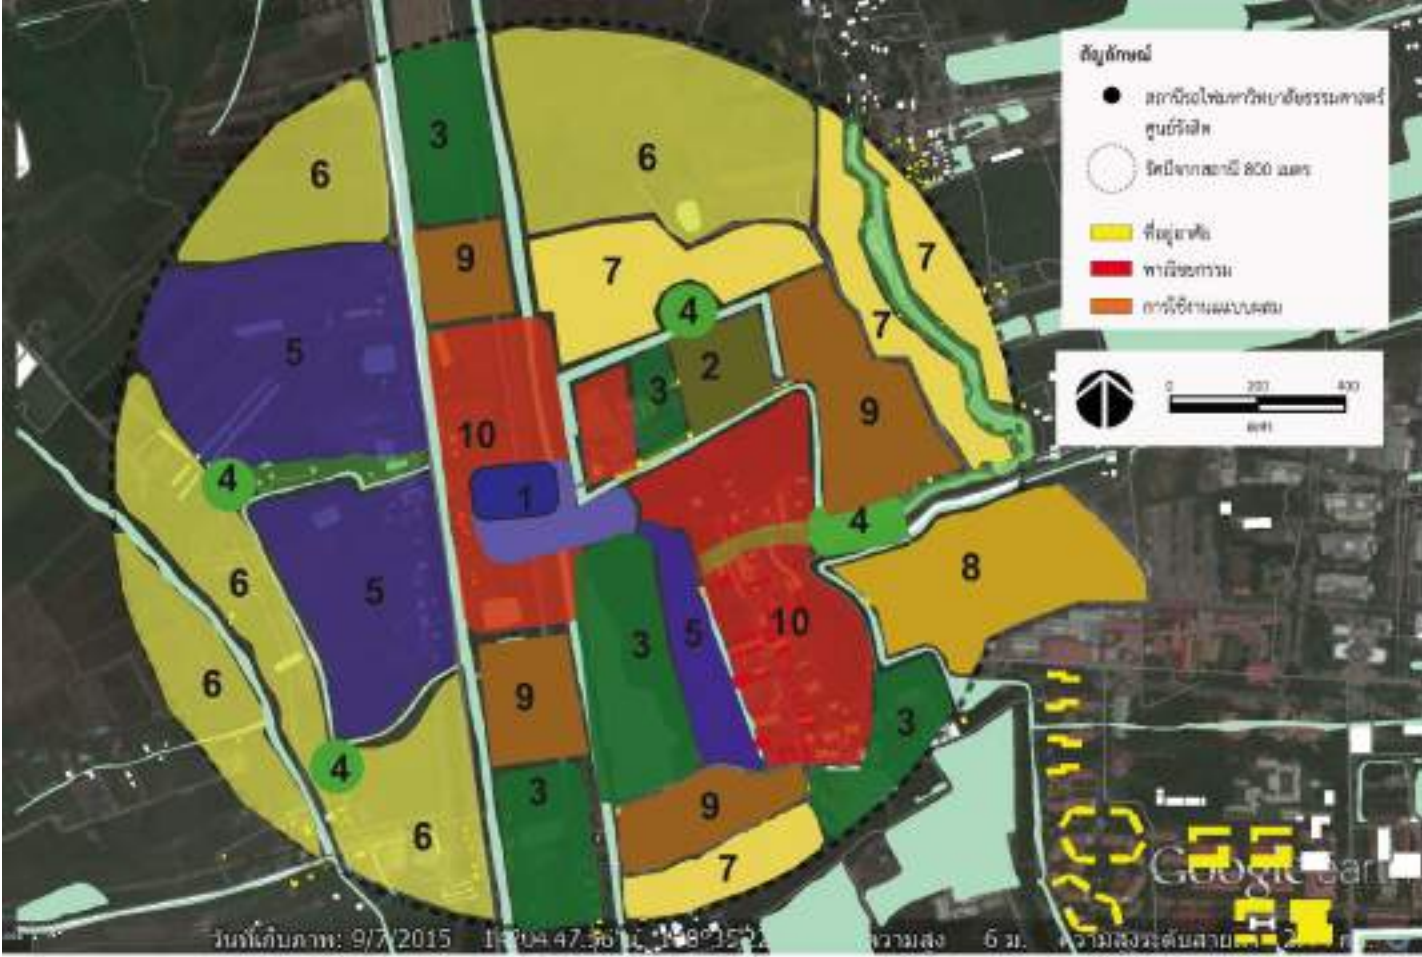 สัญลักษณ์
สถานีรถไฟมหาวิทยาลัยธรรมศาสตร์
ศูนย์รังสิต
รัศมีจากสถานี 800 เมตร
ที่อยู่อาศัย
พาณิชยกรรม
การใช้งานแบบผสม
0 200 400
เมตร
3
6
6
9
7
7
4
7
5
3
2
9
10
4
1
4
5
6
8
10
3
5
6
9
3
4
3
9
6
7
Google earth
วันที่เก็บภาพ: 9/7/2015 6 ม.